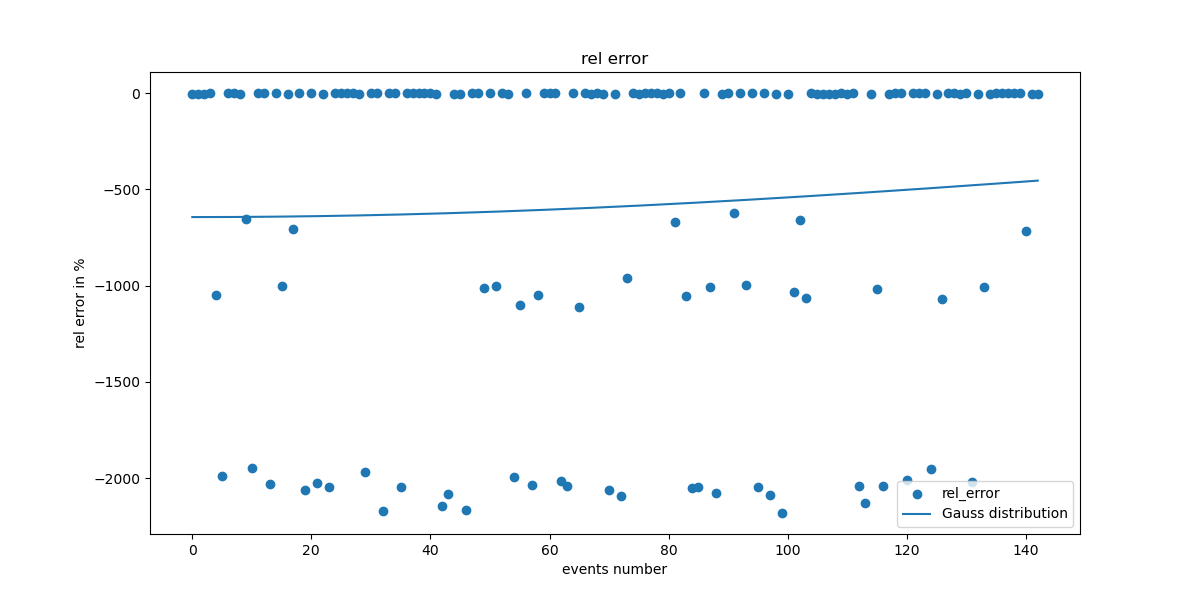 rel error
0
−500
−1000
−1500
−2000
rel error in %
0 20 40 60 80 100 120 140
events number
rel_error
Gauss distribution